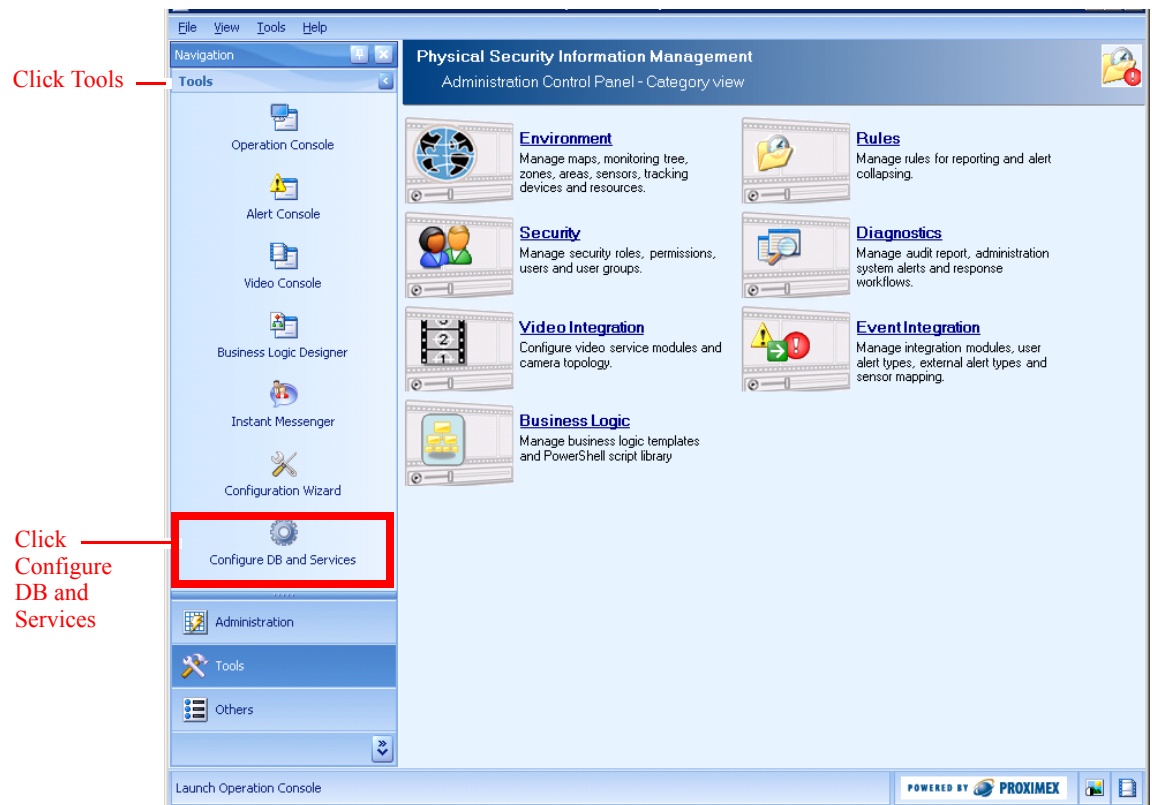 File View Tools Help
Navigation
Tools
Click Tools
Operation Console
Alert Console
Video Console
Business Logic Designer
Instant Messenger
Configuration Wizard
Configure DB and Services
Click
Configure
DB and
Services
Administration
Tools
Others
Physical Security Information Management
Administration Control Panel - Category view
Environment
Manage maps, monitoring tree,
zones, areas, sensors, tracking
devices and resources.
Rules
Manage rules for reporting and alert
collapsing.
Security
Manage security roles, permissions,
users and user groups.
Diagnostics
Manage audit report, administration
system alerts and response
workflows.
Video Integration
Configure video service modules and
camera topology.
Event Integration
Manage integration modules, user
alert types, external alert types and
sensor mapping.
Business Logic
Manage business logic templates
and PowerShell script library
Launch Operation Console
POWERED BY PROXIMEX